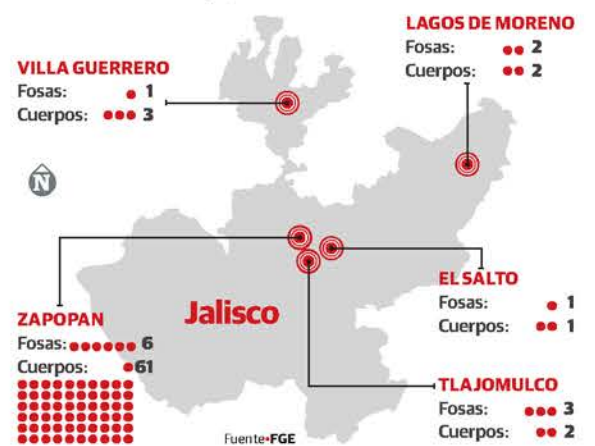 LAGOS DE MORENO
Fosas: 2
Cuerpos: 2
VILLA GUERRERO
Fosas: 1
Cuerpos: 3
N
EL SALTO
Fosas: 1
Cuerpos: 1
Jalisco
ZAPOPAN
Fosas: 6
Cuerpos: 61
TLAJOMULCO
Fosas: 3
Cuerpos: 2
Fuente•FGE